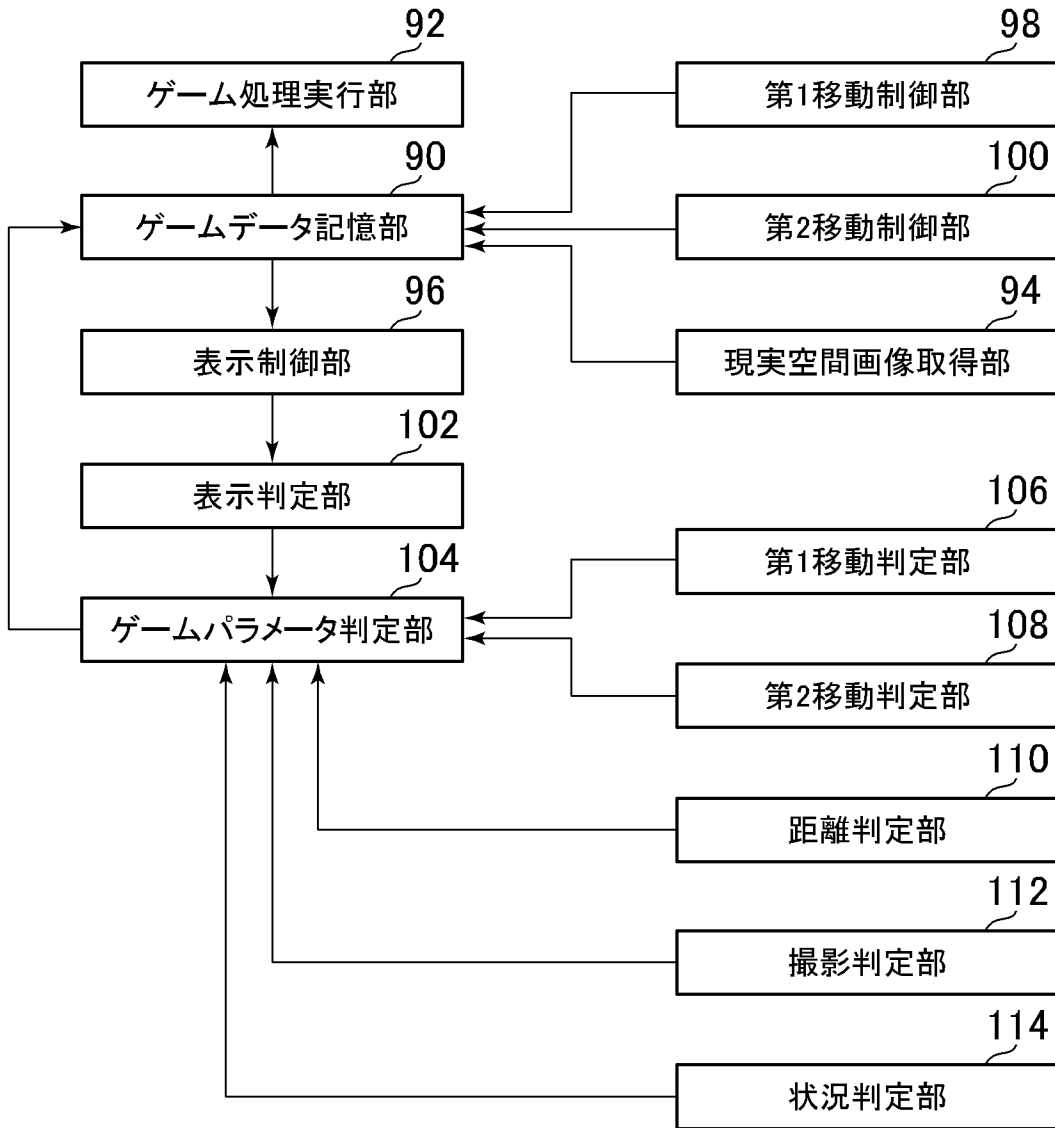 92
ゲーム処理実行部
98
第1移動制御部
90
ゲームデータ記憶部
100
第2移動制御部
96
表示制御部
94
現実空間画像取得部
102
表示判定部
106
第1移動判定部
104
ゲームパラメータ判定部
108
第2移動判定部
110
距離判定部
112
撮影判定部
114
状況判定部